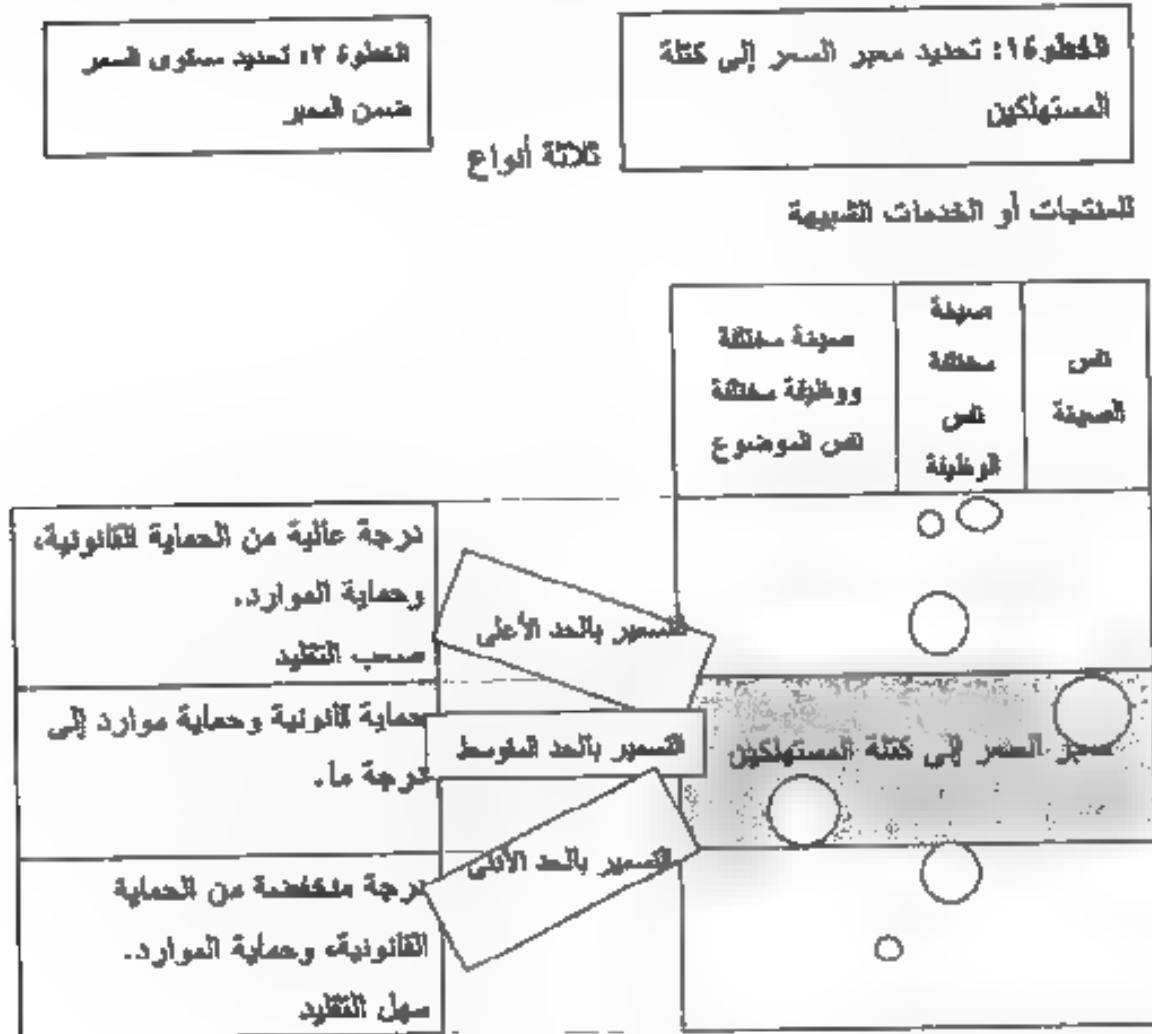 الخطوة ١: تحديد معبر السعر إلى كتلة
المستهلكين
الخطوة ٢: تحديد مستوى السعر
ضمن المعبر
ثلاثة أنواع
للمنتجات أو الخدمات الشبيهة
نفس
الصيغة
صيغة
مختلفة
نفس
الوظيفة
صيغة مختلفة
ووظيفة مختلفة
نفس الموضوع
درجة عالية من الحماية القانونية،
وحماية الموارد.
صعب التقليد
التسعير بالحد الأعلى
معبر السعر إلى كتلة المستهلكين
التسعير بالحد المتوسط
حماية قانونية وحماية موارد إلى
درجة ما.
التسعير بالحد الأدنى
درجة منخفضة من الحماية
القانونية، وحماية الموارد.
سهل التقليد